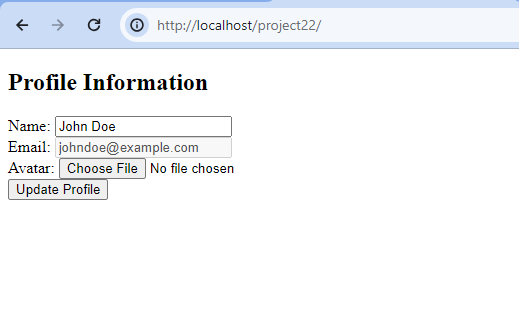 http://localhost/project22/
Profile Information
Name: John Doe
Email: johndoe@example.com
Avatar: Choose File No file chosen
Update Profile